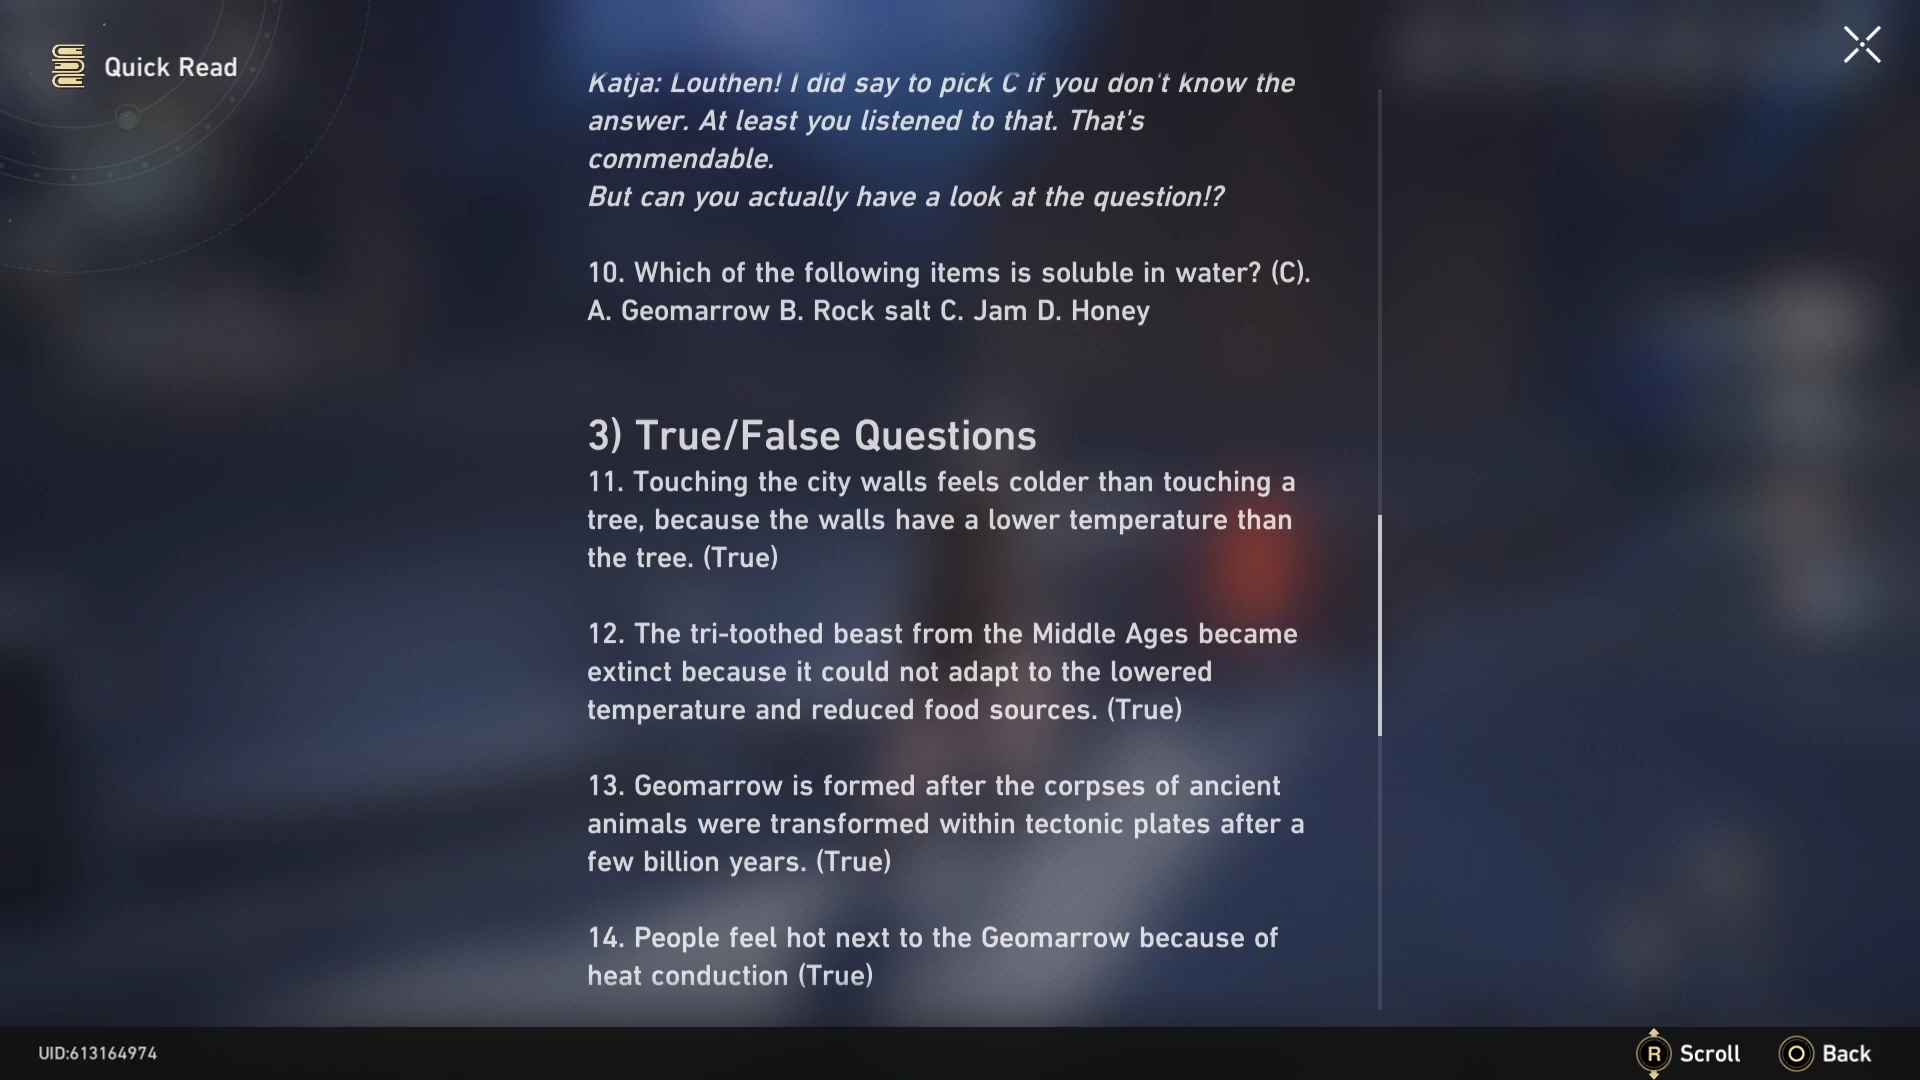 Quick Read
Katja: Louthen! I did say to pick C if you don't know the
answer. At least you listened to that. That's
commendable.
But can you actually have a look at the question!?
10. Which of the following items is soluble in water? (C).
A. Geomarrow B. Rock salt C. Jam D. Honey
3) True/False Questions
11. Touching the city walls feels colder than touching a
tree, because the walls have a lower temperature than
the tree. (True)
12. The tri-toothed beast from the Middle Ages became
extinct because it could not adapt to the lowered
temperature and reduced food sources. (True)
13. Geomarrow is formed after the corpses of ancient
animals were transformed within tectonic plates after a
few billion years. (True)
14. People feel hot next to the Geomarrow because of
heat conduction (True)
UID:613164974
R Scroll
Back